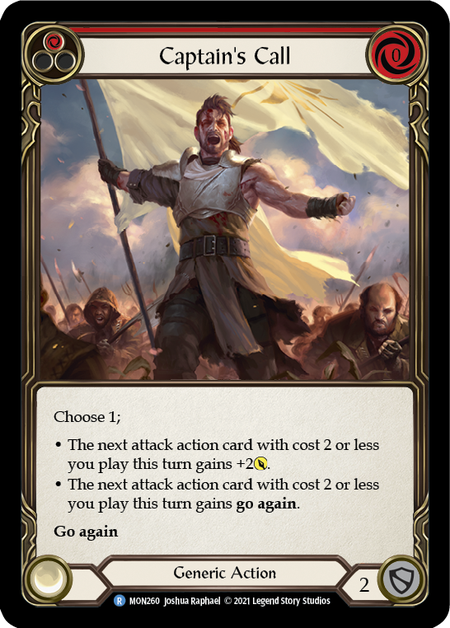 Captain's Call
0
Choose 1;
• The next attack action card with cost 2 or less
you play this turn gains +2.
• The next attack action card with cost 2 or less
you play this turn gains go again.
Go again
Generic Action
2
R MON260 Joshua Raphael © 2021 Legend Story Studios